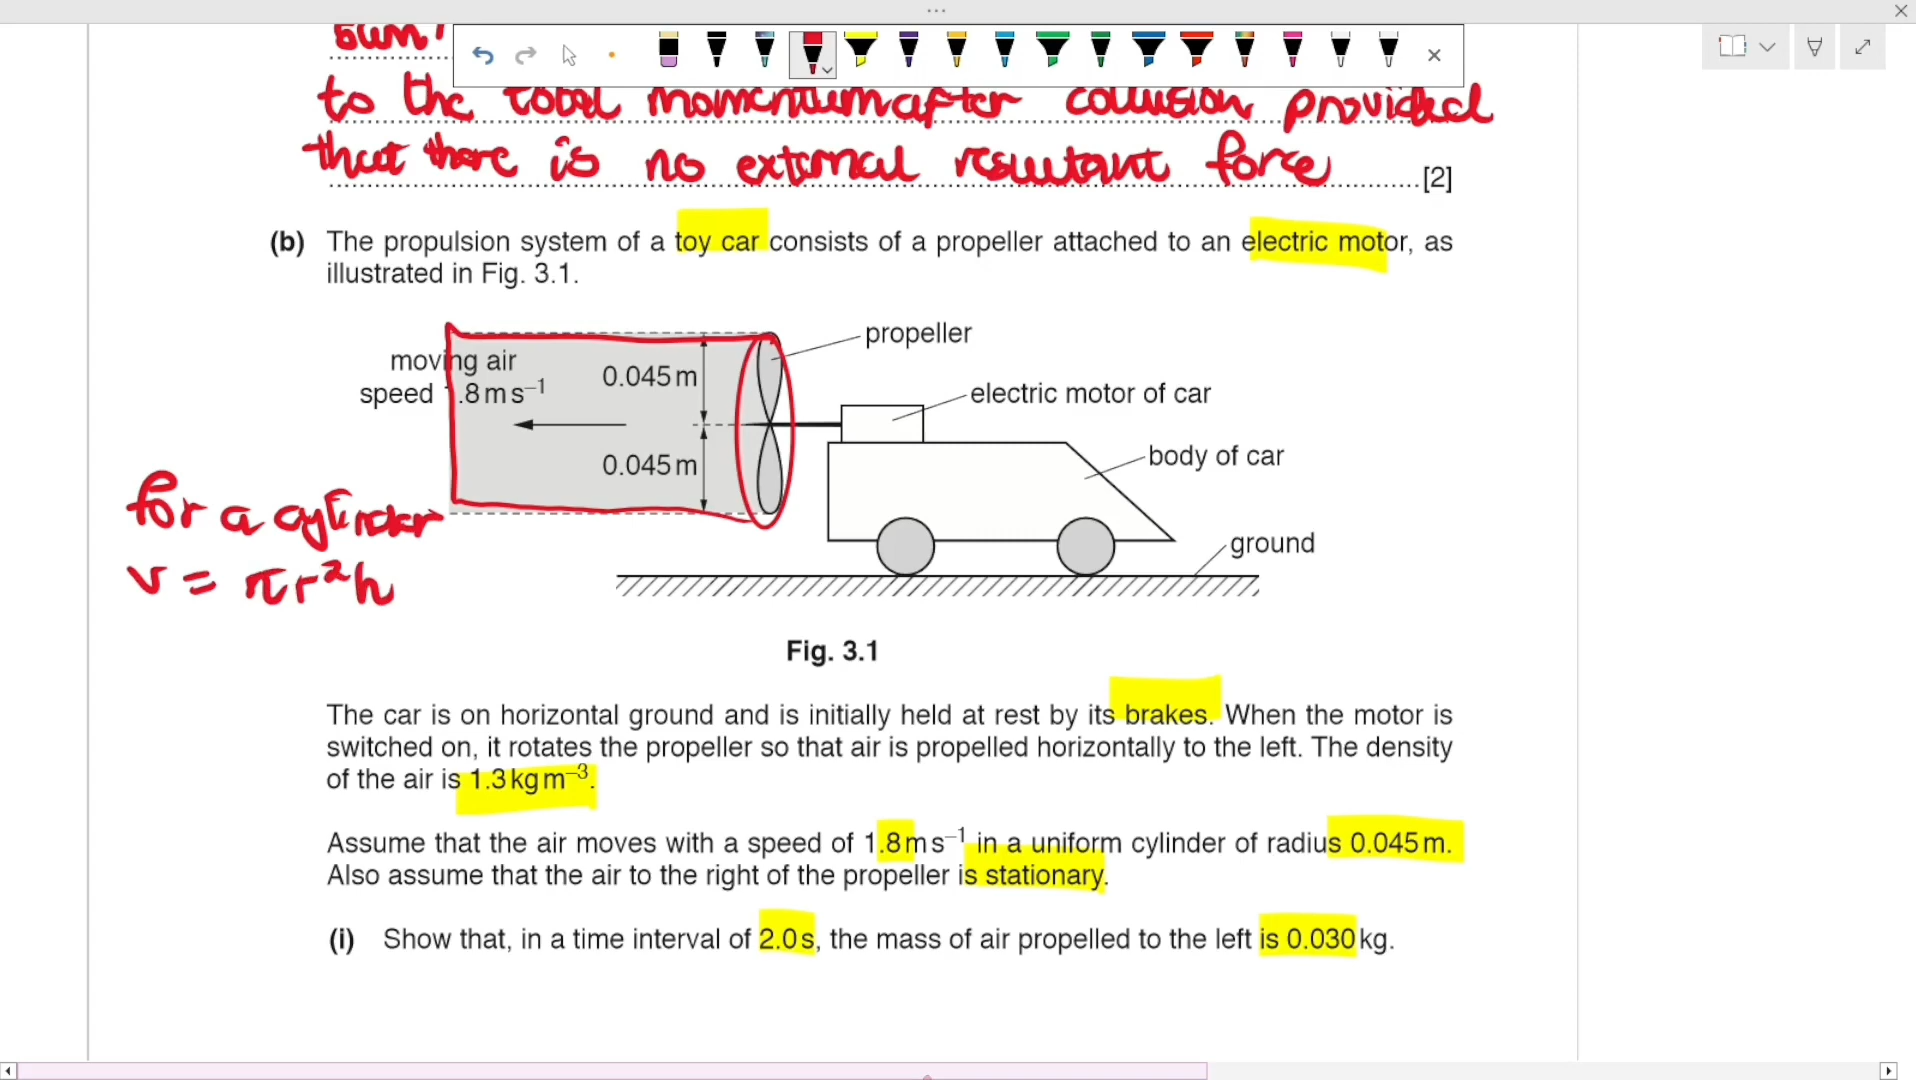 sum
to the total momentum after collision provided
that there is no external resultant force [2]
(b) The propulsion system of a toy car consists of a propeller attached to an electric motor, as
illustrated in Fig. 3.1.
propeller
moving air
speed 1.8 m s⁻¹
0.045 m
electric motor of car
0.045 m
body of car
for a cylinder
v = πr²h
ground
Fig. 3.1
The car is on horizontal ground and is initially held at rest by its brakes. When the motor is
switched on, it rotates the propeller so that air is propelled horizontally to the left. The density
of the air is 1.3 kg m⁻³.
Assume that the air moves with a speed of 1.8 m s⁻¹ in a uniform cylinder of radius 0.045 m.
Also assume that the air to the right of the propeller is stationary.
(i) Show that, in a time interval of 2.0 s, the mass of air propelled to the left is 0.030 kg.